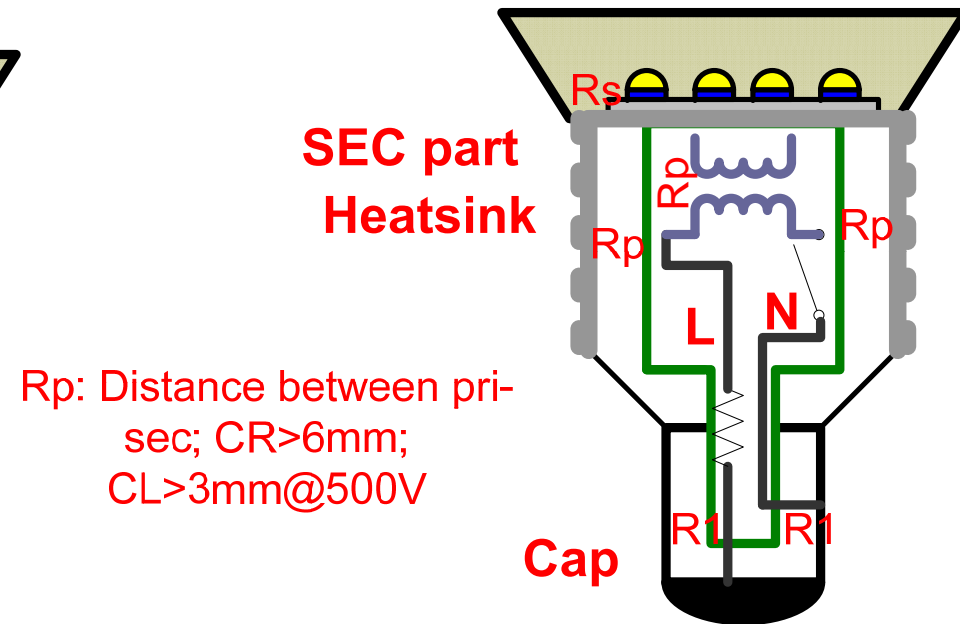 Rs
SEC part
Heatsink
Rp
Rp
Rp
L
N
Rp: Distance between pri-
sec; CR>6mm;
CL>3mm@500V
R1
R1
Cap